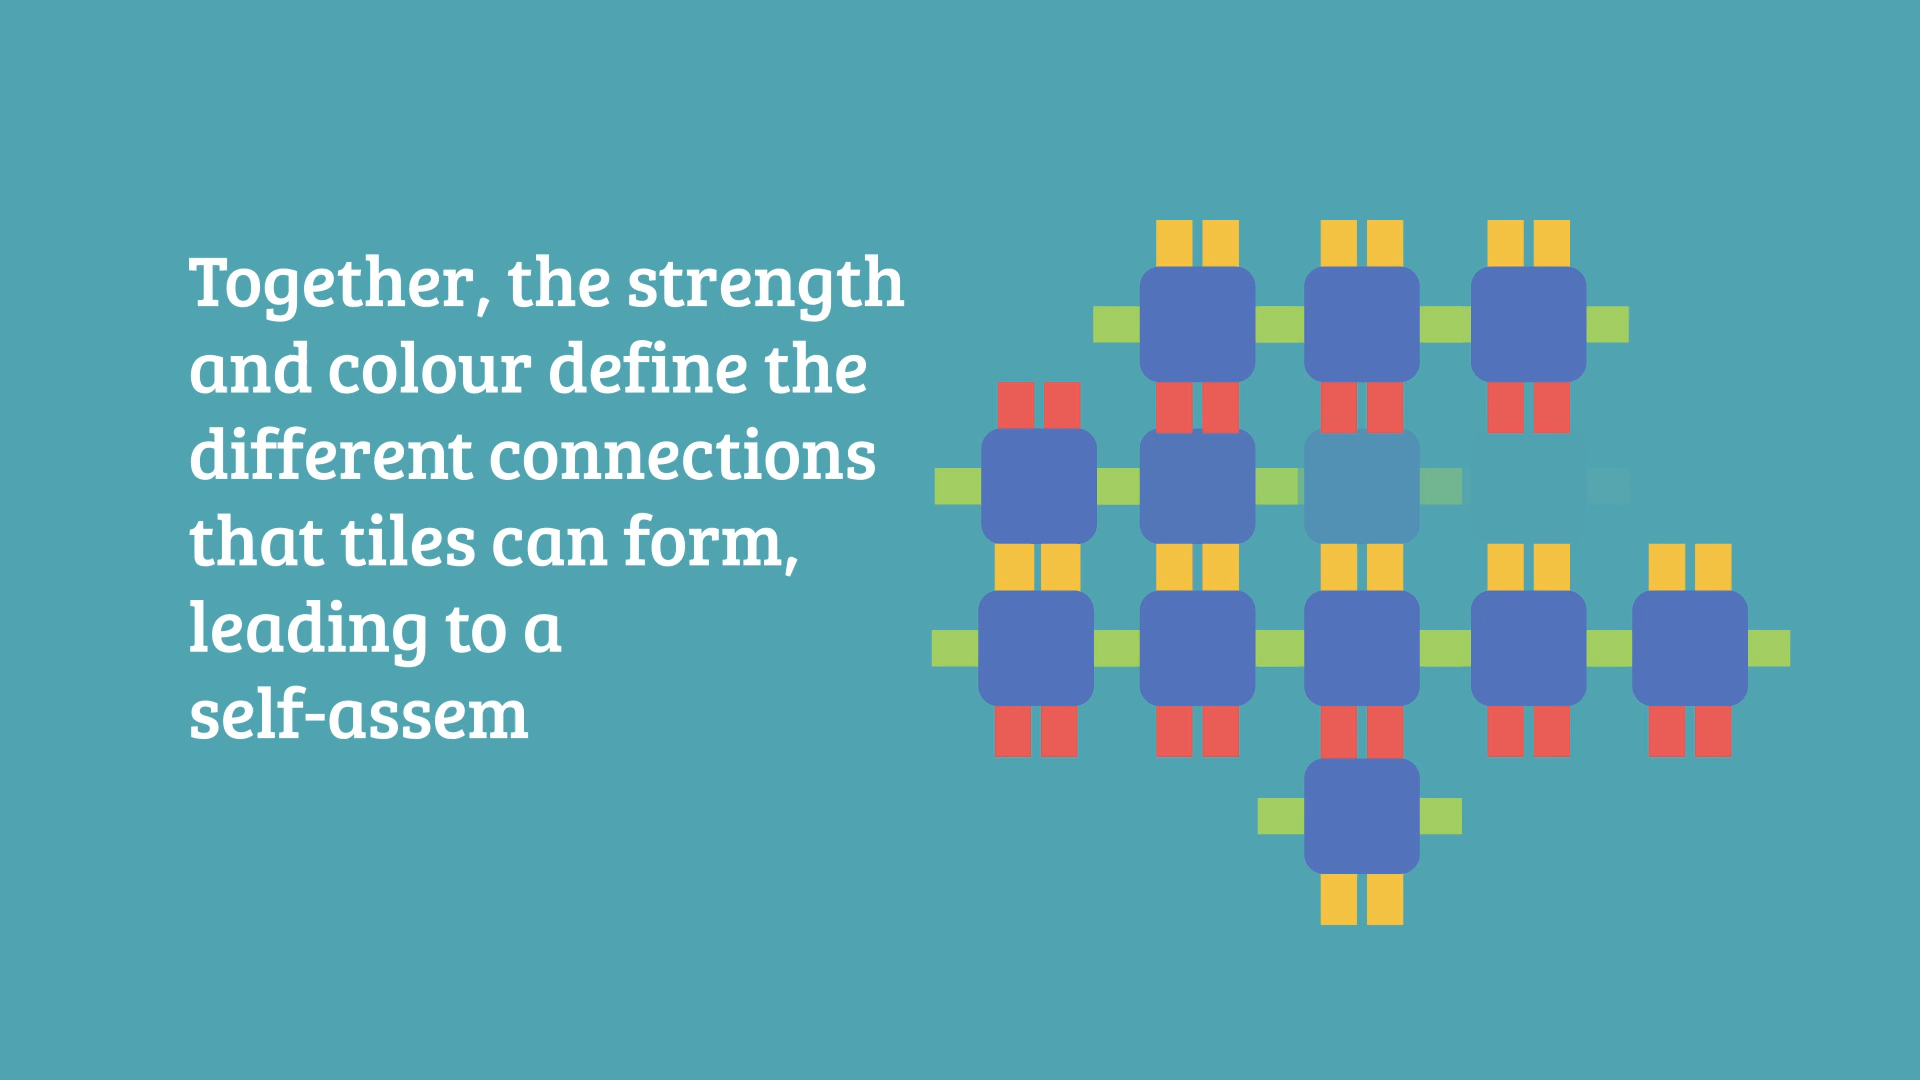 Together, the strength
and colour define the
different connections
that tiles can form,
leading to a
self-assem